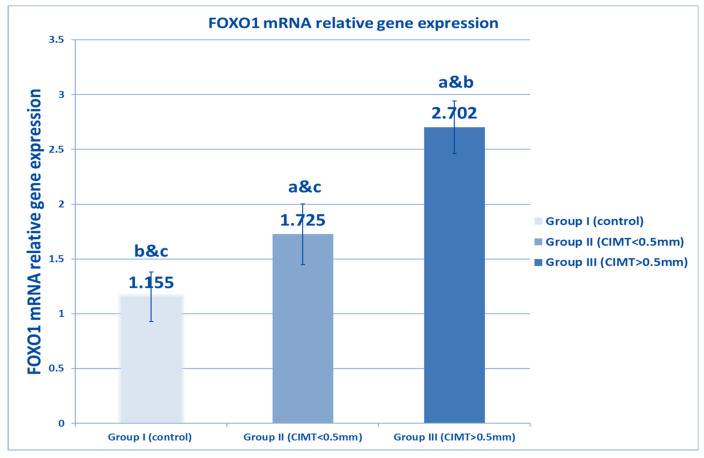 FOXO1 mRNA relative gene expression
FOXO1 mRNA relative gene expression
3.5
3
2.5
2
1.5
1
0.5
0
b&c
1.155
a&c
1.725
a&b
2.702
Group I (control)
Group II (CIMT<0.5mm)
Group III (CIMT>0.5mm)
Group I (control)
Group II (CIMT<0.5mm)
Group III (CIMT>0.5mm)